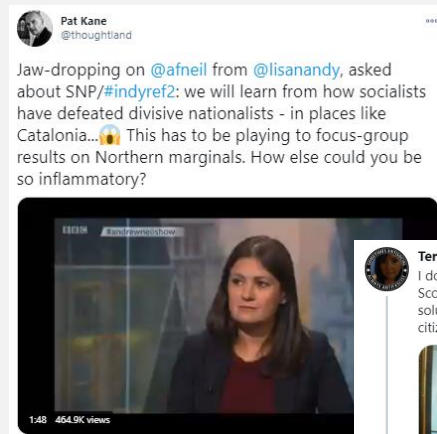 Pat Kane
@thoughtland
Jaw-dropping on @afneil from @lisanandy, asked
about SNP/#indyref2: we will learn from how socialists
have defeated divisive nationalists - in places like
Catalonia...😱 This has to be playing to focus-group
results on Northern marginals. How else could you be
so inflammatory?
BBC
#andrewneilshow
1:48 464.9K views
Ter
I do
Sco
solu
citiz